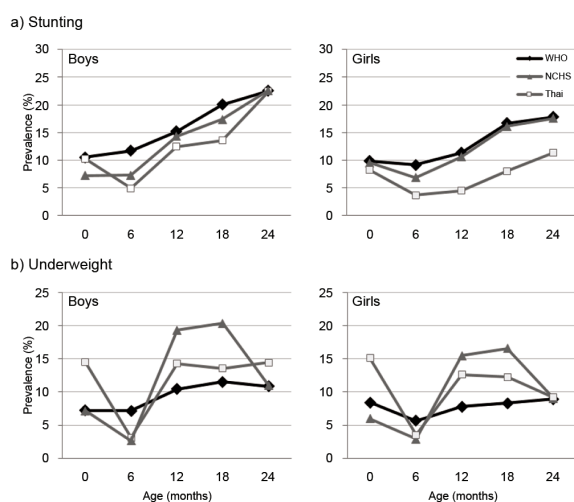 a) Stunting
Boys
Girls
WHO
NCHS
Thai
Prevalence (%)
30
25
20
15
10
5
0
30
25
20
15
10
5
0
0 6 12 18 24
0 6 12 18 24
b) Underweight
Boys
Girls
Prevalence (%)
25
20
15
10
5
0
25
20
15
10
5
0
0 6 12 18 24
0 6 12 18 24
Age (months)
Age (months)